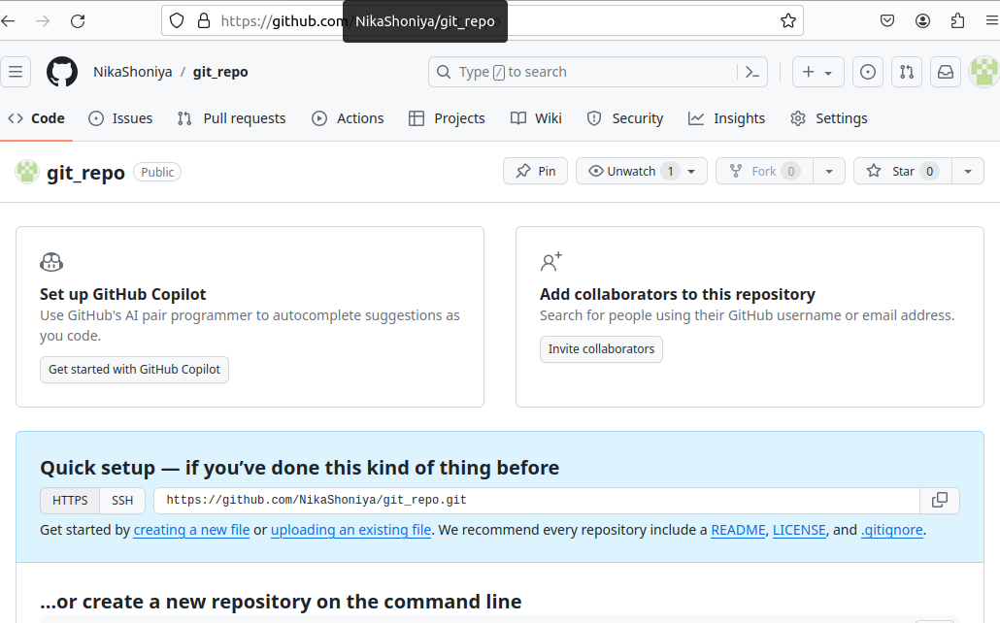 https://github.com/NikaShoniya/git_repo
NikaShoniya / git_repo
Type / to search
Code Issues Pull requests Actions Projects Wiki Security Insights Settings
git_repo Public
Pin Unwatch 1 Fork 0 Star 0
Set up GitHub Copilot
Use GitHub's AI pair programmer to autocomplete suggestions as
you code.
Get started with GitHub Copilot
Add collaborators to this repository
Search for people using their GitHub username or email address.
Invite collaborators
Quick setup — if you’ve done this kind of thing before
HTTPS SSH https://github.com/NikaShoniya/git_repo.git
Get started by creating a new file or uploading an existing file. We recommend every repository include a README, LICENSE, and .gitignore.
…or create a new repository on the command line